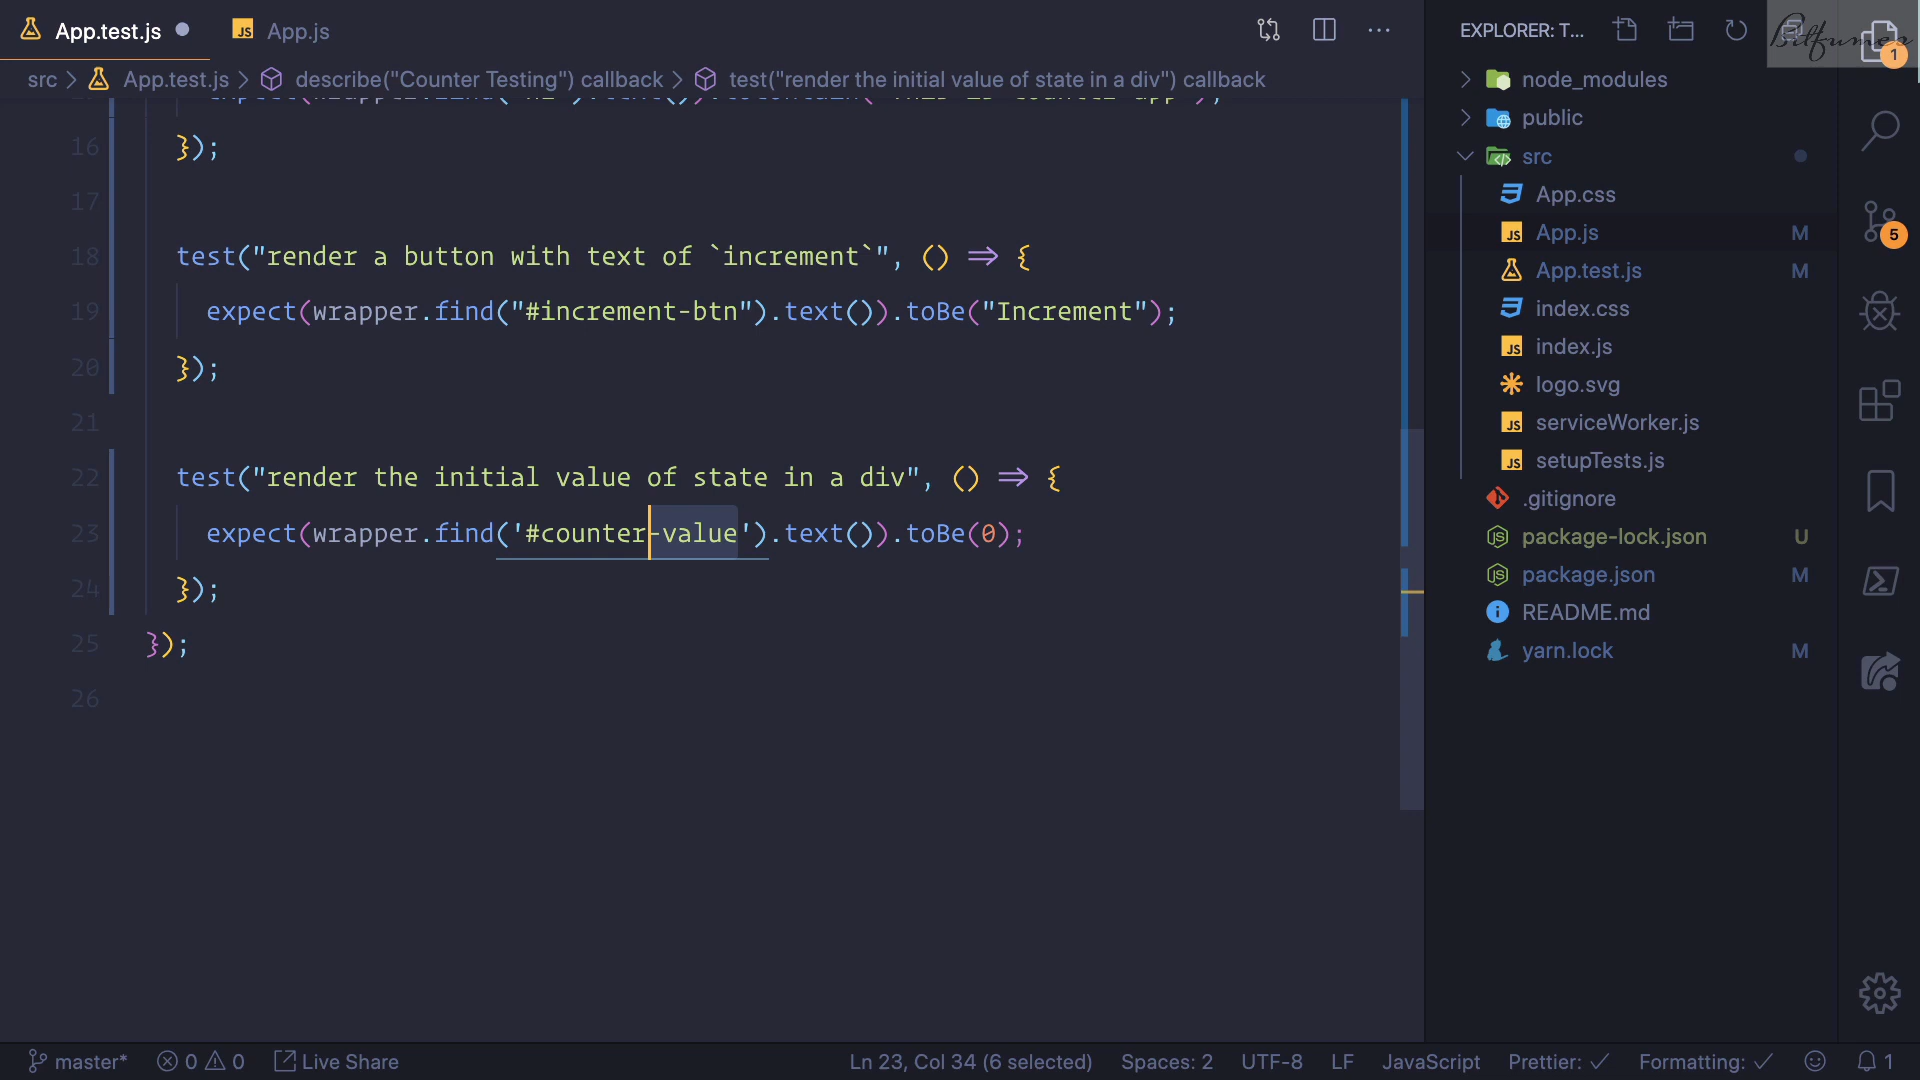 App.test.js
App.js
EXPLORER: T...
Bitfumes
1
src > App.test.js > describe("Counter Testing") callback > test("render the initial value of state in a div") callback
16 });
17
18 test("render a button with text of `increment`", () => {
19 expect(wrapper.find("#increment-btn").text()).toBe("Increment");
20 });
21
22 test("render the initial value of state in a div", () => {
23 expect(wrapper.find('#counter-value').text()).toBe(0);
24 });
25 });
26
node_modules
public
src
App.css
App.js M
App.test.js M
index.css
index.js
logo.svg
serviceWorker.js
setupTests.js
.gitignore
package-lock.json U
package.json M
README.md
yarn.lock M
5
master* 0 0 Live Share
Ln 23, Col 34 (6 selected) Spaces: 2 UTF-8 LF JavaScript Prettier: ✓ Formatting: ✓ 1